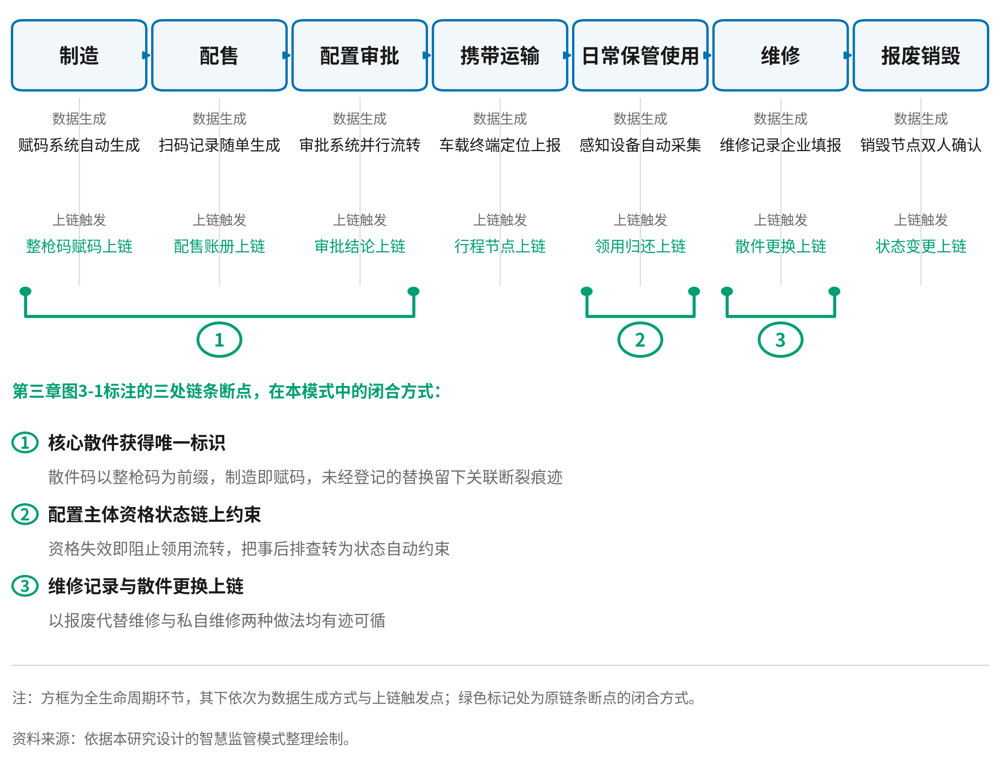 制造
配售
配置审批
携带运输
日常保管使用
维修
报废销毁
数据生成
数据生成
数据生成
数据生成
数据生成
数据生成
数据生成
赋码系统自动生成
扫码记录随单生成
审批系统并行流转
车载终端定位上报
感知设备自动采集
维修记录企业填报
销毁节点双人确认
上链触发
上链触发
上链触发
上链触发
上链触发
上链触发
上链触发
整枪码赋码上链
配售账册上链
审批结论上链
行程节点上链
领用归还上链
散件更换上链
状态变更上链
1
2
3
第三章图3-1标注的三处链条断点，在本模式中的闭合方式：
1 核心散件获得唯一标识
散件码以整枪码为前缀，制造即赋码，未经登记的替换留下关联断裂痕迹
2 配置主体资格状态链上约束
资格失效即阻止领用流转，把事后排查转为状态自动约束
3 维修记录与散件更换上链
以报废代替维修与私自维修两种做法均有迹可循
注：方框为全生命周期环节，其下依次为数据生成方式与上链触发点；绿色标记处为原链条断点的闭合方式。
资料来源：依据本研究设计的智慧监管模式整理绘制。